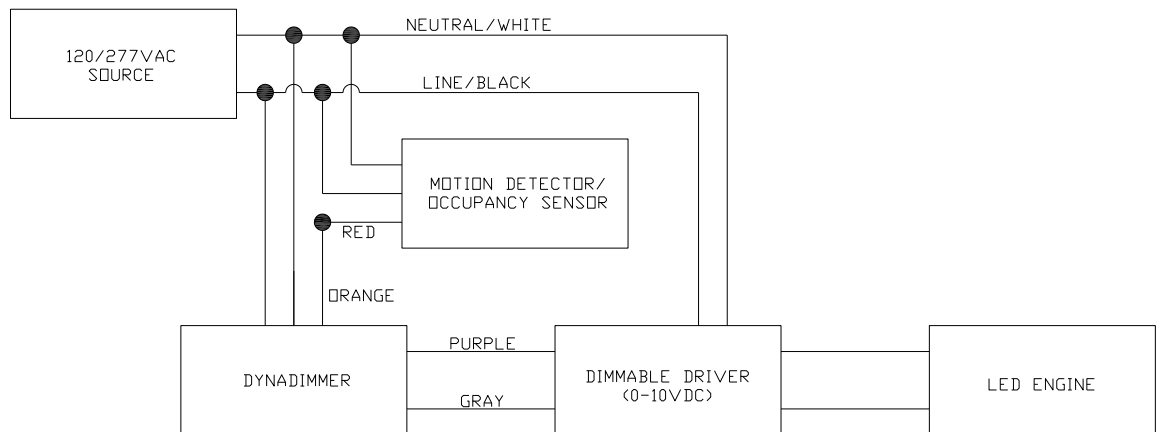 NEUTRAL/WHITE
120/277VAC
SOURCE
LINE/BLACK
MOTION DETECTOR/
OCCUPANCY SENSOR
RED
ORANGE
PURPLE
DYNADIMMER
DIMMABLE DRIVER
(0-10VDC)
LED ENGINE
GRAY